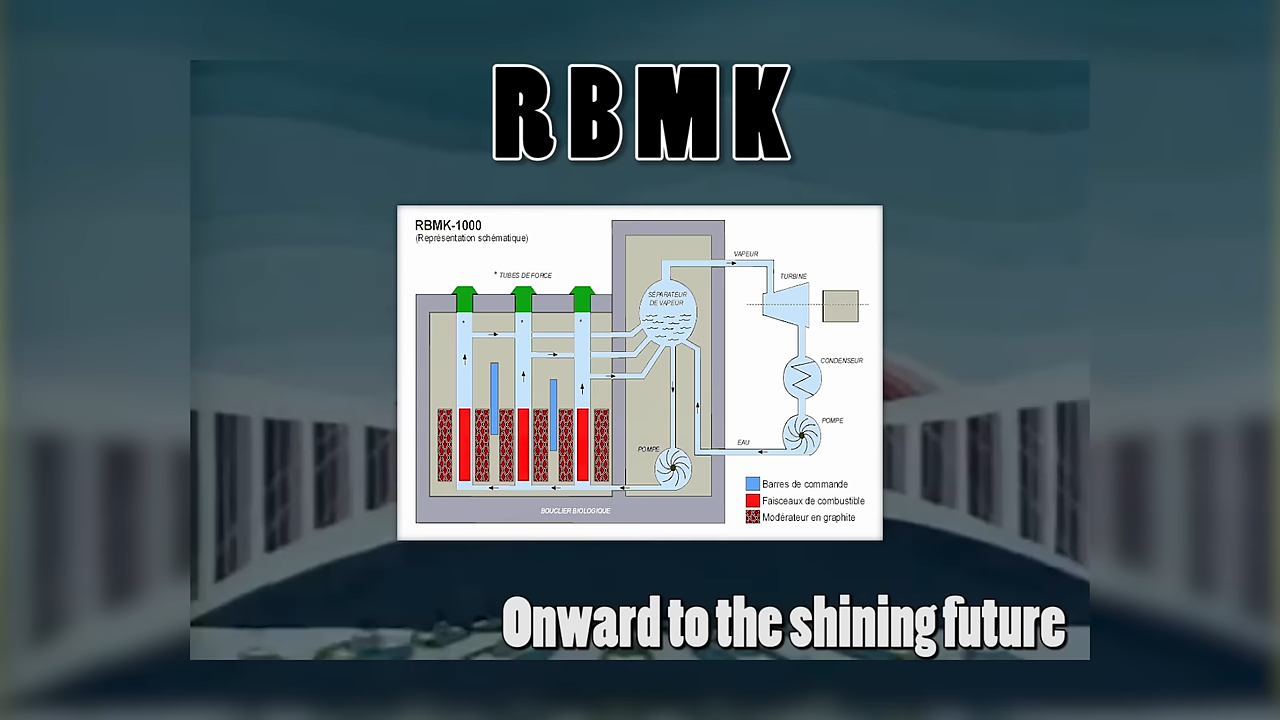 RBMK
RBMK-1000
(Représentation schématique)
* TUBES DE FORCE
VAPEUR
TURBINE
SÉPARATEUR
DE VAPEUR
CONDENSEUR
POMPE
EAU
POMPE
Barres de commande
Faisceaux de combustible
Modérateur en graphite
BOUCLIER BIOLOGIQUE
Onward to the shining future